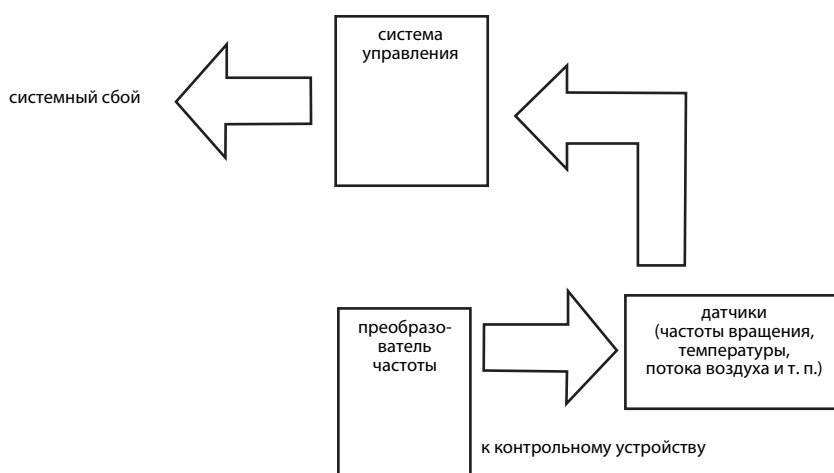 система
управления
системный сбой
преобразо-
ватель
частоты
датчики
(частоты вращения,
температуры,
потока воздуха и т. п.)
к контрольному устройству